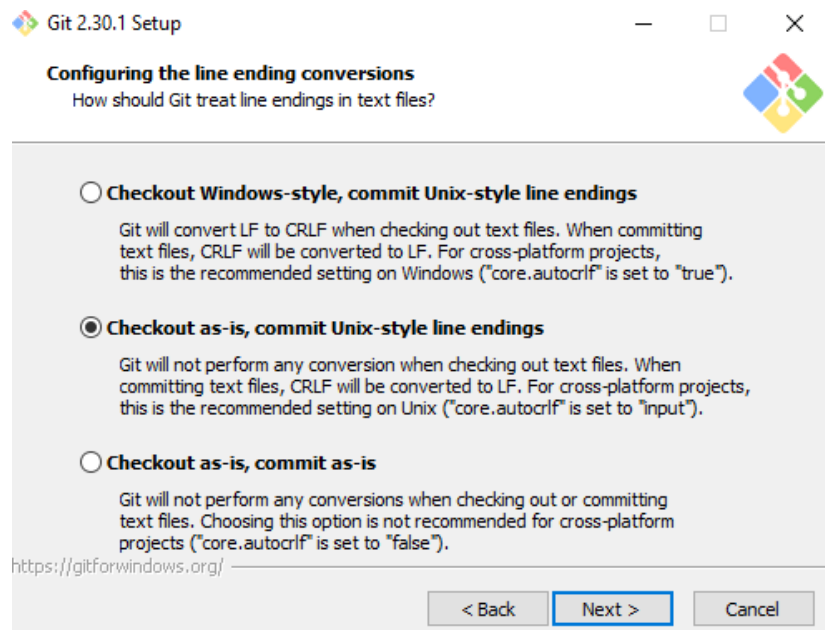 Git 2.30.1 Setup
Configuring the line ending conversions
How should Git treat line endings in text files?
Checkout Windows-style, commit Unix-style line endings
Git will convert LF to CRLF when checking out text files. When committing
text files, CRLF will be converted to LF. For cross-platform projects,
this is the recommended setting on Windows ("core.autocrlf" is set to "true").
Checkout as-is, commit Unix-style line endings
Git will not perform any conversion when checking out text files. When
committing text files, CRLF will be converted to LF. For cross-platform projects,
this is the recommended setting on Unix ("core.autocrlf" is set to "input").
Checkout as-is, commit as-is
Git will not perform any conversions when checking out or committing
text files. Choosing this option is not recommended for cross-platform
projects ("core.autocrlf" is set to "false").
https://gitforwindows.org/
< Back Next > Cancel